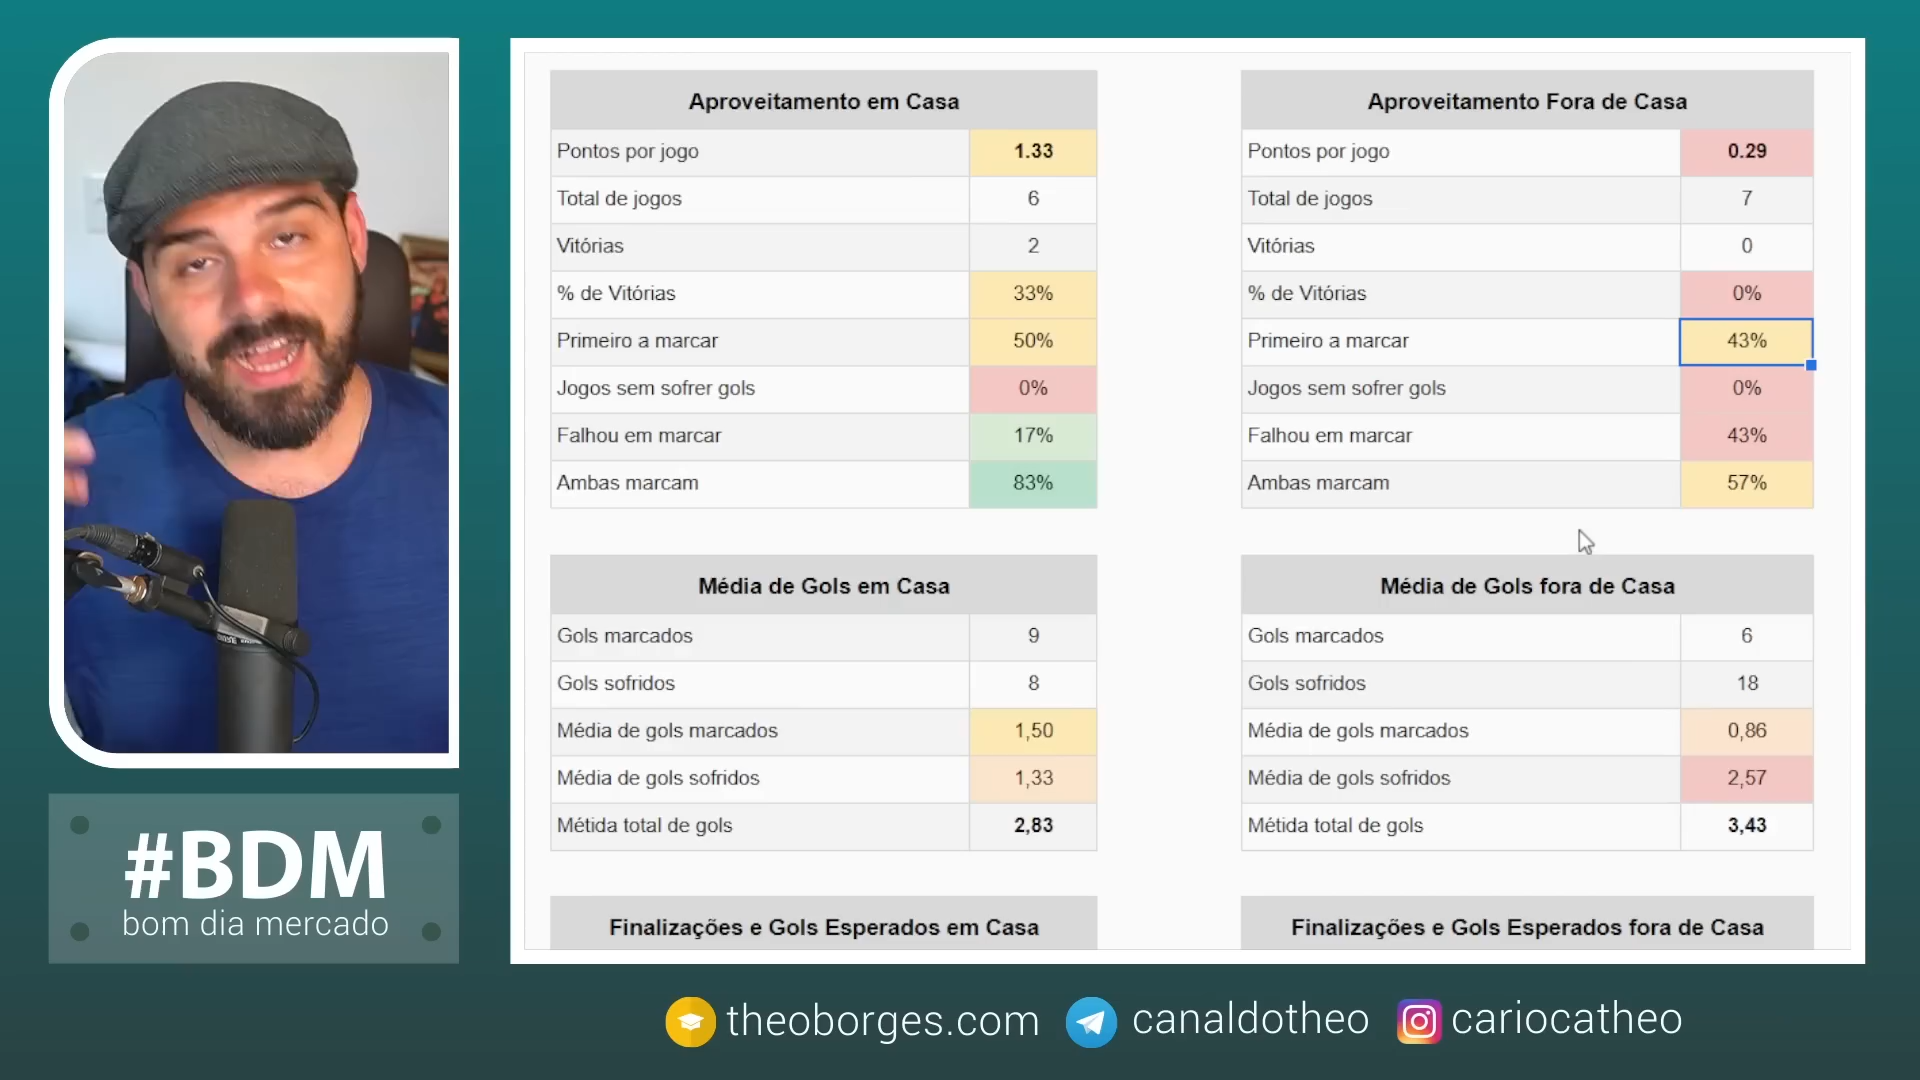 Aproveitamento em Casa
Pontos por jogo 1.33
Total de jogos 6
Vitórias 2
% de Vitórias 33%
Primeiro a marcar 50%
Jogos sem sofrer gols 0%
Falhou em marcar 17%
Ambas marcam 83%
Aproveitamento Fora de Casa
Pontos por jogo 0.29
Total de jogos 7
Vitórias 0
% de Vitórias 0%
Primeiro a marcar 43%
Jogos sem sofrer gols 0%
Falhou em marcar 43%
Ambas marcam 57%
Média de Gols em Casa
Gols marcados 9
Gols sofridos 8
Média de gols marcados 1,50
Média de gols sofridos 1,33
Métida total de gols 2,83
Média de Gols fora de Casa
Gols marcados 6
Gols sofridos 18
Média de gols marcados 0,86
Média de gols sofridos 2,57
Métida total de gols 3,43
Finalizações e Gols Esperados em Casa
Finalizações e Gols Esperados fora de Casa
#BDM
bom dia mercado
theoborges.com
canaldotheo
cariocatheo